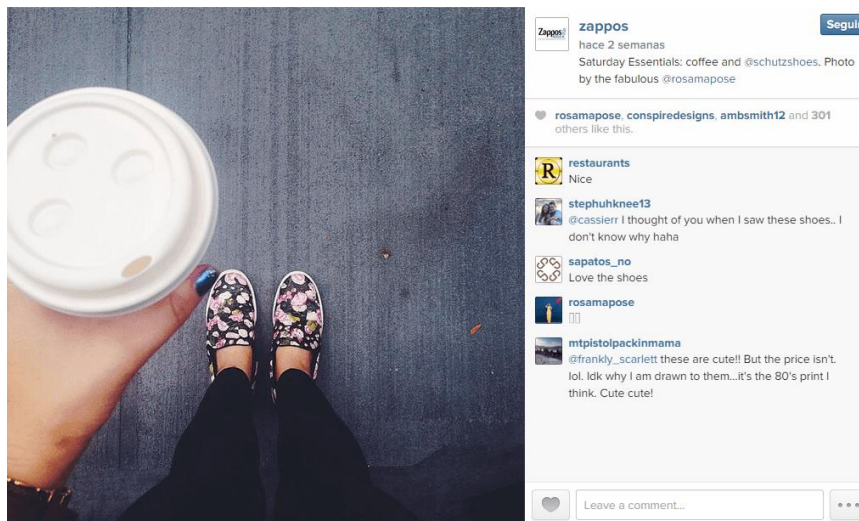 Zappos
zappos
Seguir
hace 2 semanas
Saturday Essentials: coffee and @schutzshoes. Photo
by the fabulous @rosamapose
rosamapose, conspiredesigns, ambsmith12 and 301
others like this.
R
restaurants
Nice
stephuhknee13
@cassierr I thought of you when I saw these shoes.. I
don't know why haha
sapatos_no
Love the shoes
rosamapose
mtpistolpackinmama
@frankly_scarlett these are cute!! But the price isn't.
lol. Idk why I am drawn to them...it's the 80's print I
think. Cute cute!
Leave a comment...